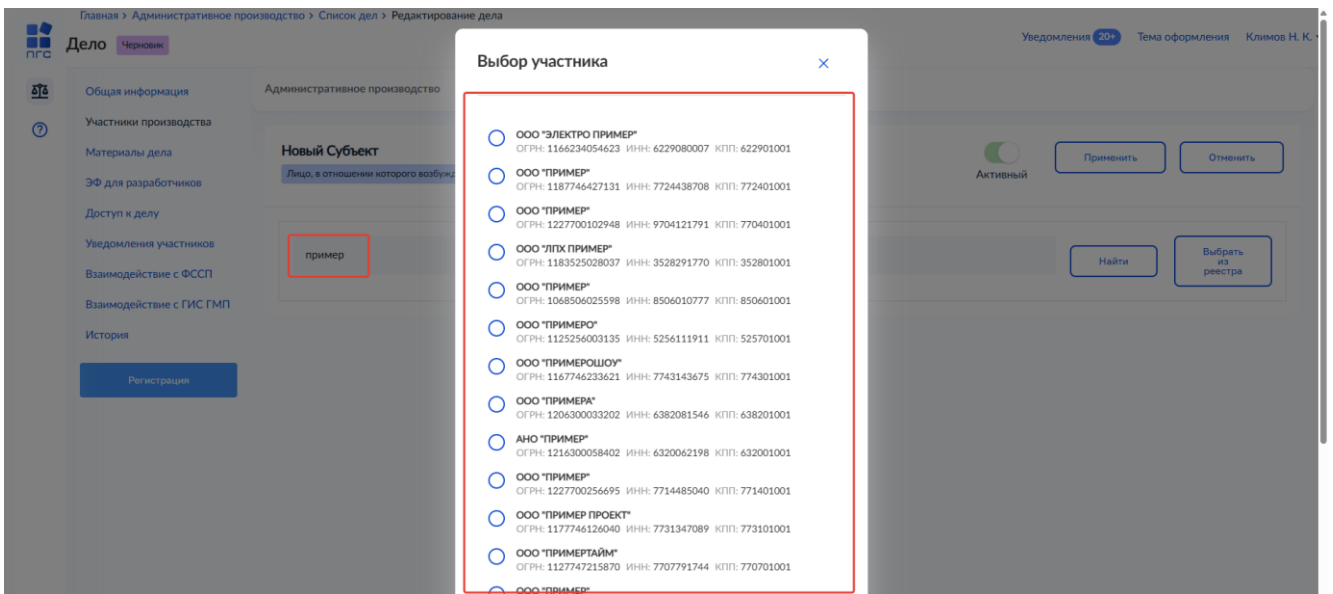 Главная > Административное производство > Список дел > Редактирование дела
пгс
Дело Черновик
Уведомления 20+ Тема оформления Климов Н. К.
Общая информация
Участники производства
Материалы дела
ЭФ для разработчиков
Доступ к делу
Уведомления участников
Взаимодействие с ФССП
Взаимодействие с ГИС ГМП
История
Регистрация
Административное производство
Новый Субъект
Лицо, в отношении которого возбужд
Активный
Применить
Отменить
пример
Найти
Выбрать
из
реестра
Выбор участника
ООО "ЭЛЕКТРО ПРИМЕР"
ОГРН: 1166234054623 ИНН: 6229080007 КПП: 622901001
ООО "ПРИМЕР"
ОГРН: 1187746427131 ИНН: 7724438708 КПП: 772401001
ООО "ПРИМЕР"
ОГРН: 1227700102948 ИНН: 9704121791 КПП: 770401001
ООО "ЛПХ ПРИМЕР"
ОГРН: 1183525028037 ИНН: 3528291770 КПП: 352801001
ООО "ПРИМЕР"
ОГРН: 1068506025598 ИНН: 8506010777 КПП: 850601001
ООО "ПРИМЕРО"
ОГРН: 1125256003135 ИНН: 5256111911 КПП: 525701001
ООО "ПРИМЕРОШОУ"
ОГРН: 1167746233621 ИНН: 7743143675 КПП: 774301001
ООО "ПРИМЕРА"
ОГРН: 1206300033202 ИНН: 6382081546 КПП: 638201001
АНО "ПРИМЕР"
ОГРН: 1216300058402 ИНН: 6320062198 КПП: 632001001
ООО "ПРИМЕР"
ОГРН: 1227700256695 ИНН: 7714485040 КПП: 771401001
ООО "ПРИМЕР ПРОЕКТ"
ОГРН: 1177746126040 ИНН: 7731347089 КПП: 773101001
ООО "ПРИМЕРТАЙМ"
ОГРН: 1127747215870 ИНН: 7707791744 КПП: 770701001
ООО "ПРИМЕР"